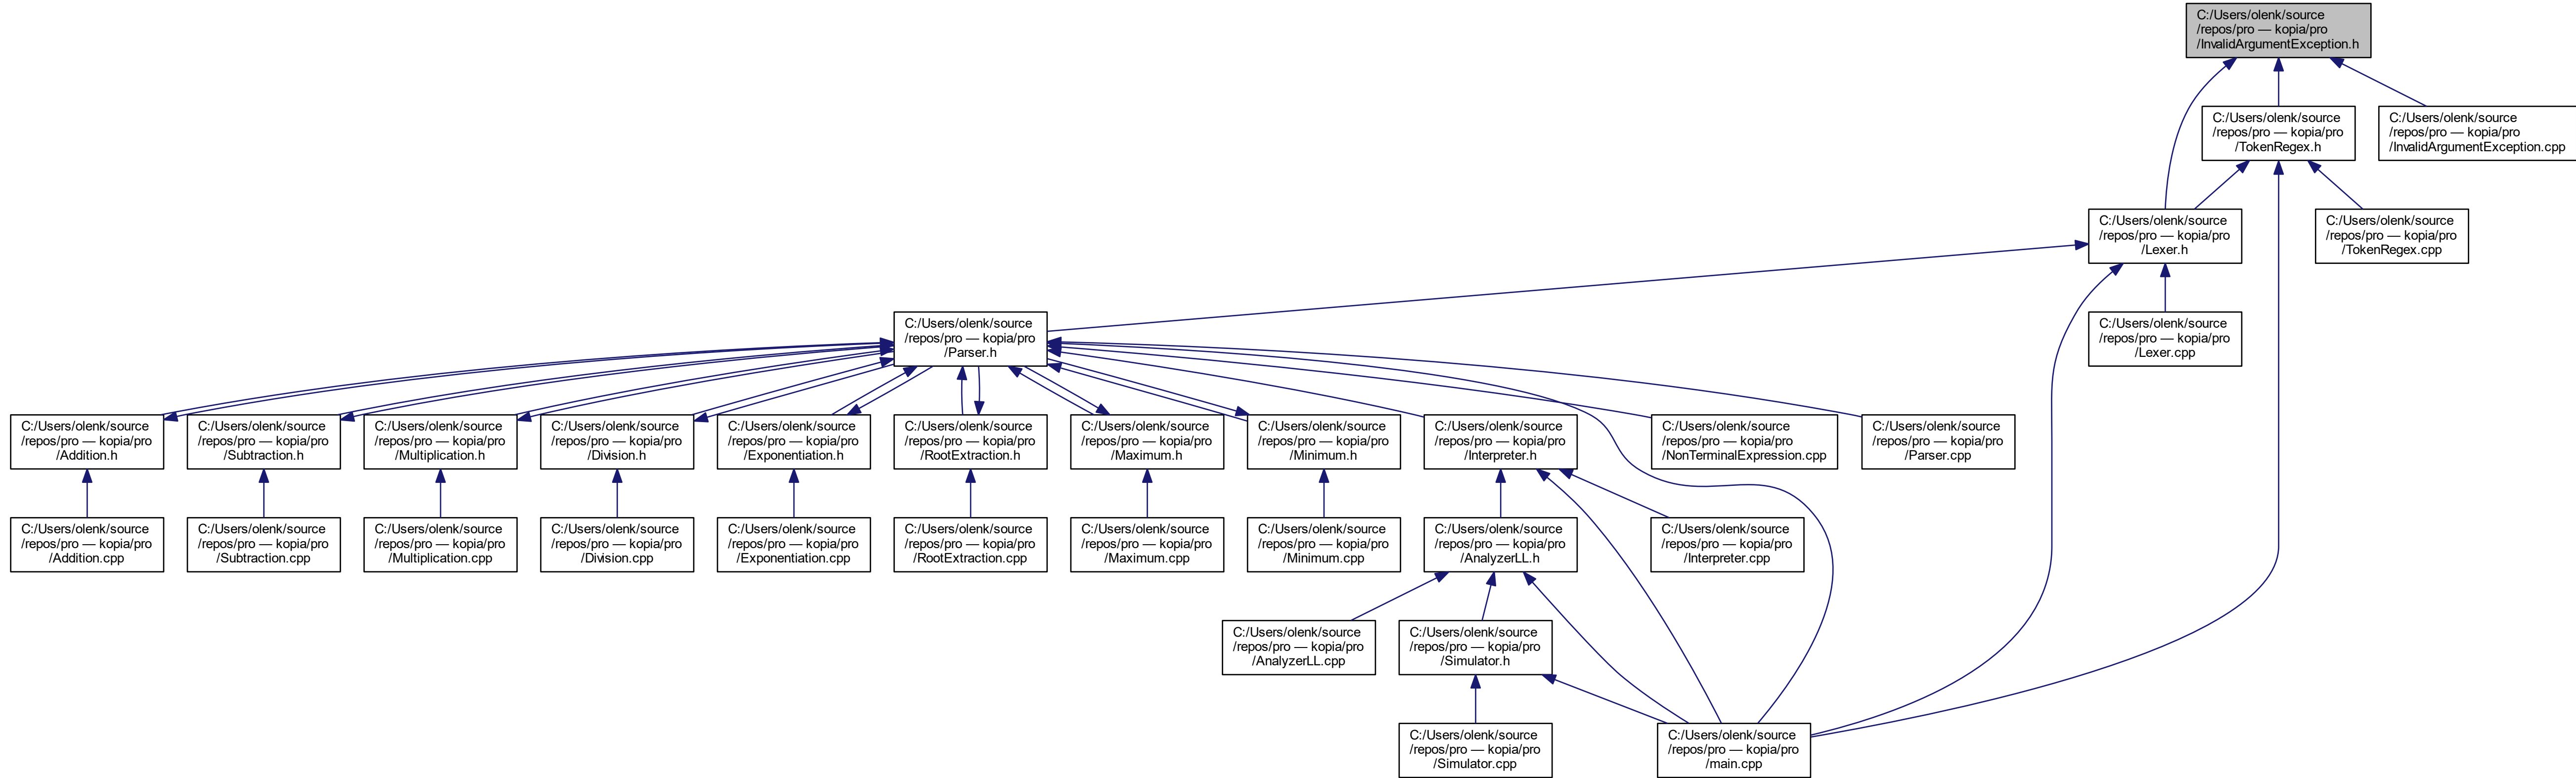 C:/Users/olenk/source
/repos/pro — kopia/pro
/InvalidArgumentException.h
C:/Users/olenk/source
/repos/pro — kopia/pro
/TokenRegex.h
C:/Users/olenk/source
/repos/pro — kopia/pro
/InvalidArgumentException.cpp
C:/Users/olenk/source
/repos/pro — kopia/pro
/Lexer.h
C:/Users/olenk/source
/repos/pro — kopia/pro
/TokenRegex.cpp
C:/Users/olenk/source
/repos/pro — kopia/pro
/Parser.h
C:/Users/olenk/source
/repos/pro — kopia/pro
/Lexer.cpp
C:/Users/olenk/source
/repos/pro — kopia/pro
/Addition.h
C:/Users/olenk/source
/repos/pro — kopia/pro
/Subtraction.h
C:/Users/olenk/source
/repos/pro — kopia/pro
/Multiplication.h
C:/Users/olenk/source
/repos/pro — kopia/pro
/Division.h
C:/Users/olenk/source
/repos/pro — kopia/pro
/Exponentiation.h
C:/Users/olenk/source
/repos/pro — kopia/pro
/RootExtraction.h
C:/Users/olenk/source
/repos/pro — kopia/pro
/Maximum.h
C:/Users/olenk/source
/repos/pro — kopia/pro
/Minimum.h
C:/Users/olenk/source
/repos/pro — kopia/pro
/Interpreter.h
C:/Users/olenk/source
/repos/pro — kopia/pro
/NonTerminalExpression.cpp
C:/Users/olenk/source
/repos/pro — kopia/pro
/Parser.cpp
C:/Users/olenk/source
/repos/pro — kopia/pro
/Addition.cpp
C:/Users/olenk/source
/repos/pro — kopia/pro
/Subtraction.cpp
C:/Users/olenk/source
/repos/pro — kopia/pro
/Multiplication.cpp
C:/Users/olenk/source
/repos/pro — kopia/pro
/Division.cpp
C:/Users/olenk/source
/repos/pro — kopia/pro
/Exponentiation.cpp
C:/Users/olenk/source
/repos/pro — kopia/pro
/RootExtraction.cpp
C:/Users/olenk/source
/repos/pro — kopia/pro
/Maximum.cpp
C:/Users/olenk/source
/repos/pro — kopia/pro
/Minimum.cpp
C:/Users/olenk/source
/repos/pro — kopia/pro
/AnalyzerLL.h
C:/Users/olenk/source
/repos/pro — kopia/pro
/Interpreter.cpp
C:/Users/olenk/source
/repos/pro — kopia/pro
/AnalyzerLL.cpp
C:/Users/olenk/source
/repos/pro — kopia/pro
/Simulator.h
C:/Users/olenk/source
/repos/pro — kopia/pro
/Simulator.cpp
C:/Users/olenk/source
/repos/pro — kopia/pro
/main.cpp